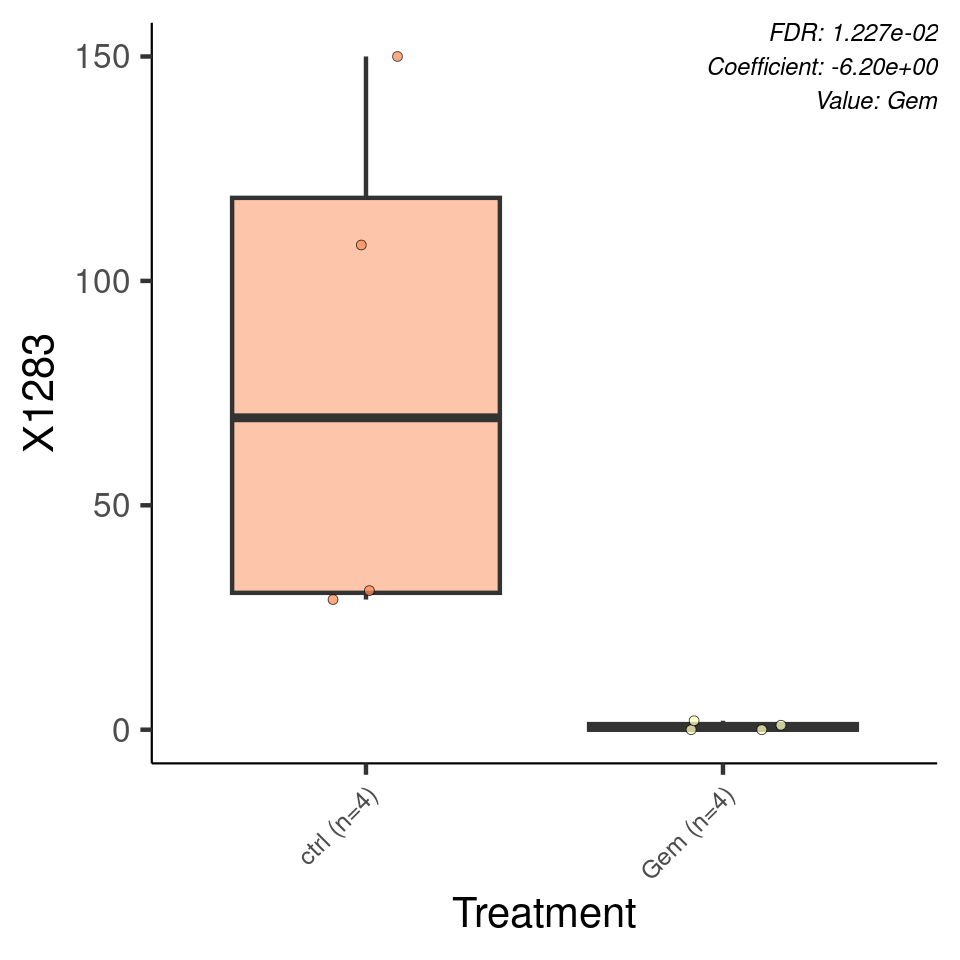 FDR: 1.227e-02
Coefficient: -6.20e+00
Value: Gem
150
100
50
0
X1283
ctrl (n=4)
Gem (n=4)
Treatment